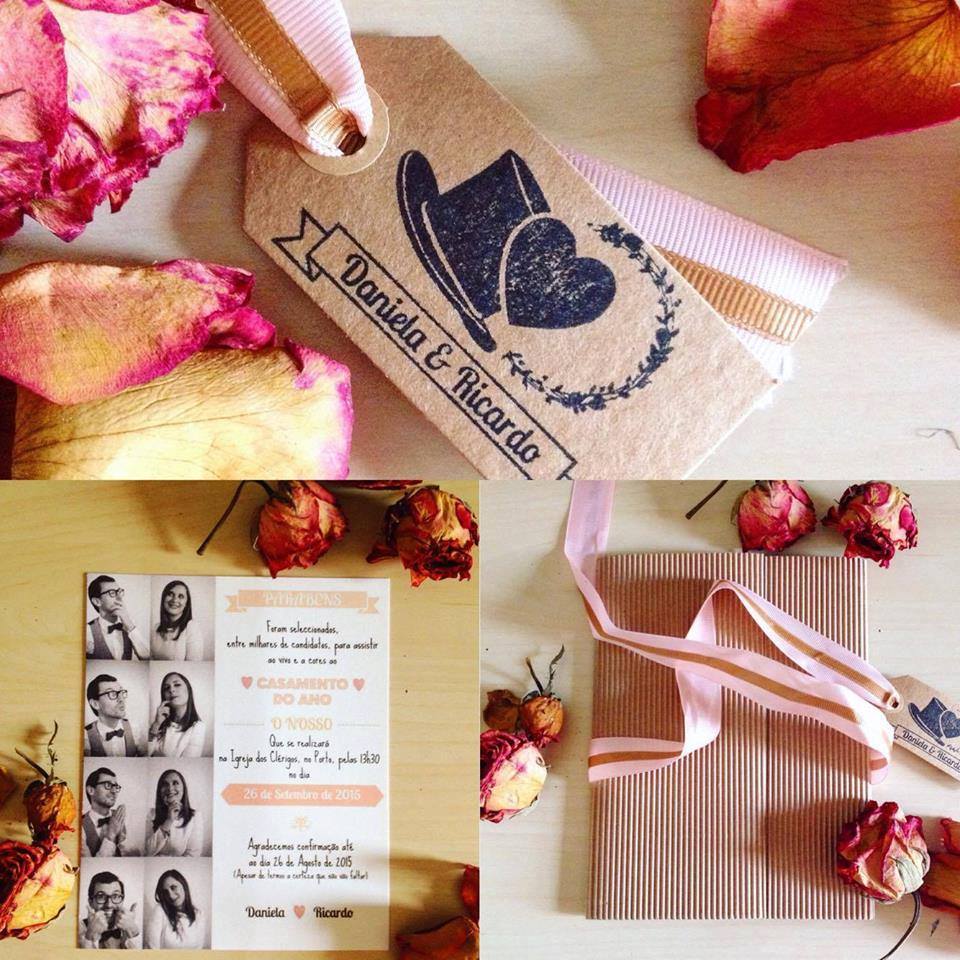 Daniela & Ricardo
PARABÉNS
Foram seleccionados,
entre milhares de candidatos, para assistir
ao vivo e a cores ao
CASAMENTO
DO ANO
O NOSSO
Que se realizará
na Igreja dos Clérigos, no Porto, pelas 13h30
no dia
26 de Setembro de 2015
Agradecemos confirmação até
ao dia 26 de Agosto de 2015
(Apesar de termos a certeza que não vão faltar)
Daniela Ricardo
Daniela & Ricardo